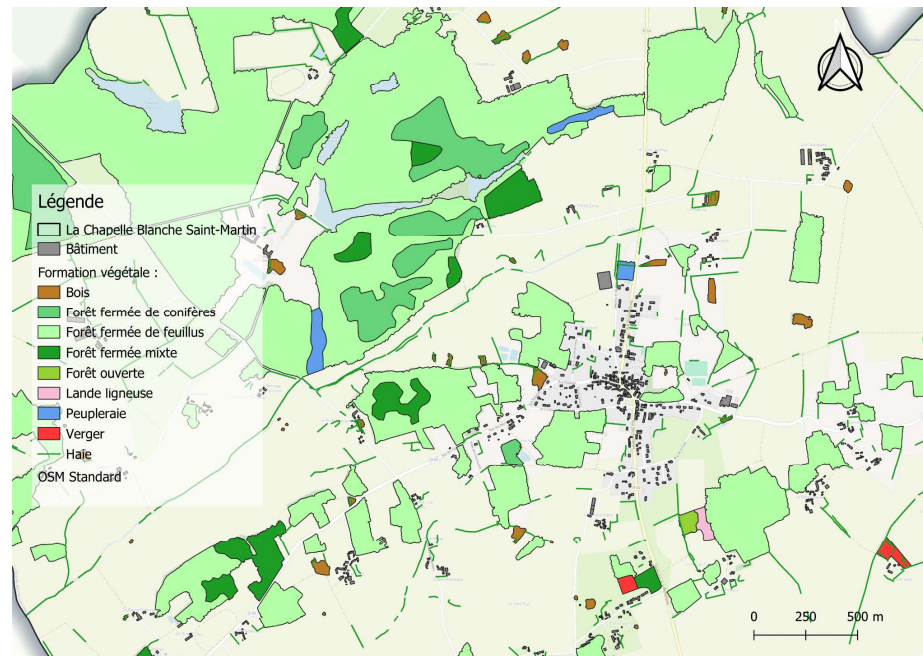 Légende
La Chapelle Blanche Saint-Martin
Bâtiment
Formation végétale :
Bois
Forêt fermée de conifères
Forêt fermée de feuillus
Forêt fermée mixte
Forêt ouverte
Lande ligneuse
Peupleraie
Verger
Haie
OSM Standard
0 250 500 m